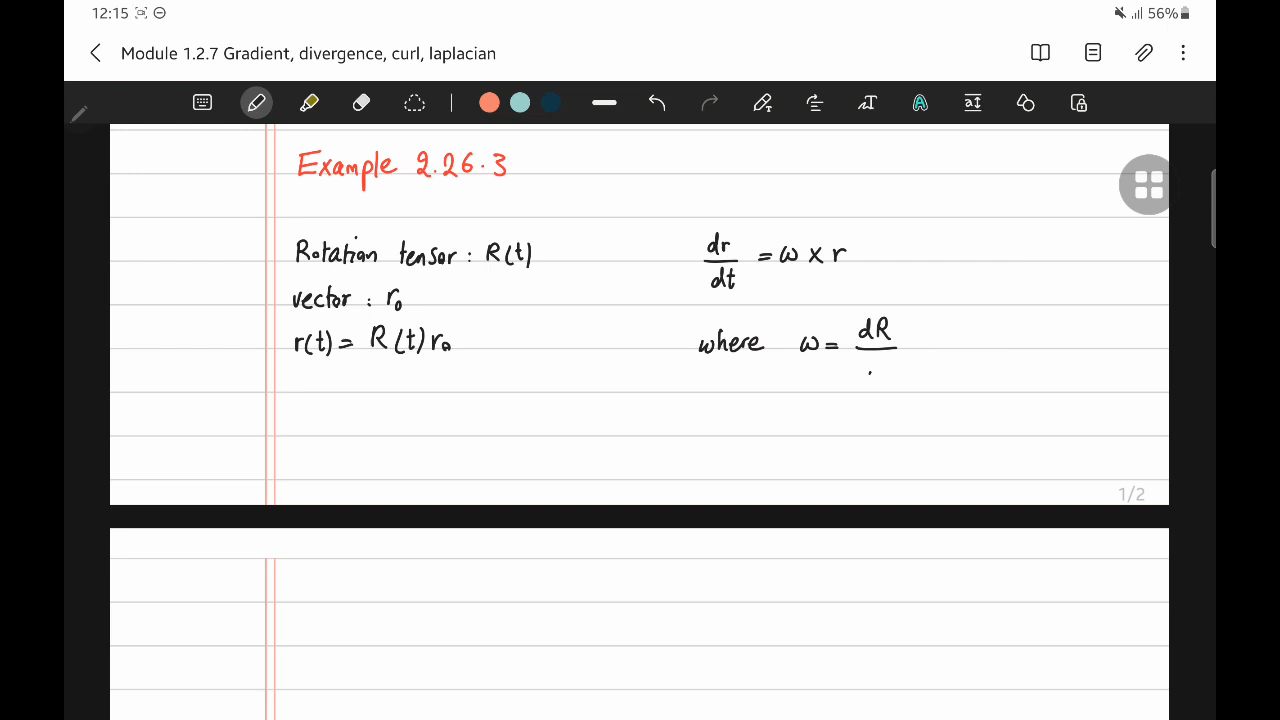 12:15
56%
Module 1.2.7 Gradient, divergence, curl, laplacian
Example 2.26.3
Rotation tensor : R(t)
vector : r₀
r(t) = R(t) r₀
dr/dt = ω × r
where ω = dR/
1/2